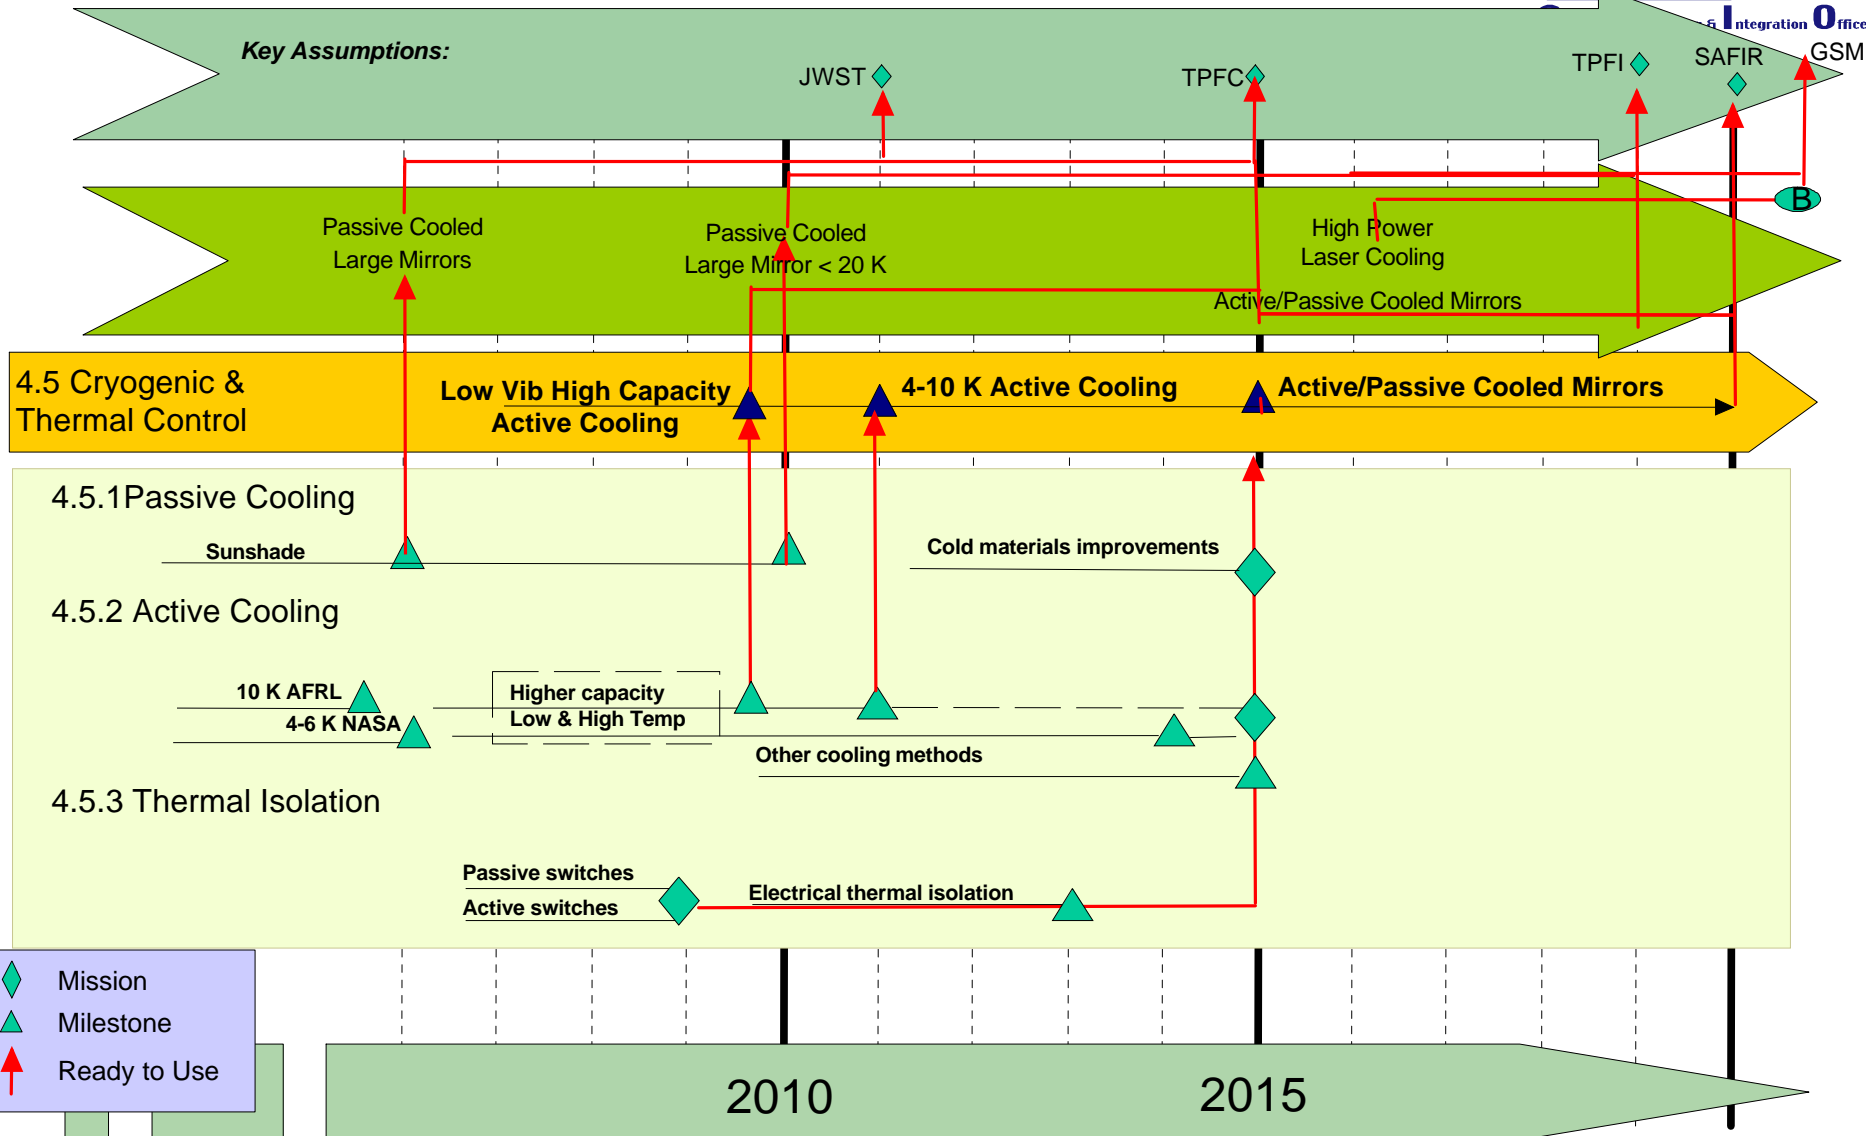 & Integration Office
Key Assumptions:
JWST
TPFC
TPFI
SAFIR
GSM
Passive Cooled
Large Mirrors
Passive Cooled
Large Mirror < 20 K
High Power
Laser Cooling
B
Active/Passive Cooled Mirrors
4.5 Cryogenic &
Thermal Control
Low Vib High Capacity
Active Cooling
4-10 K Active Cooling
Active/Passive Cooled Mirrors
4.5.1Passive Cooling
Sunshade
Cold materials improvements
4.5.2 Active Cooling
10 K AFRL
4-6 K NASA
Higher capacity
Low & High Temp
Other cooling methods
4.5.3 Thermal Isolation
Passive switches
Active switches
Electrical thermal isolation
Mission
Milestone
Ready to Use
2010
2015